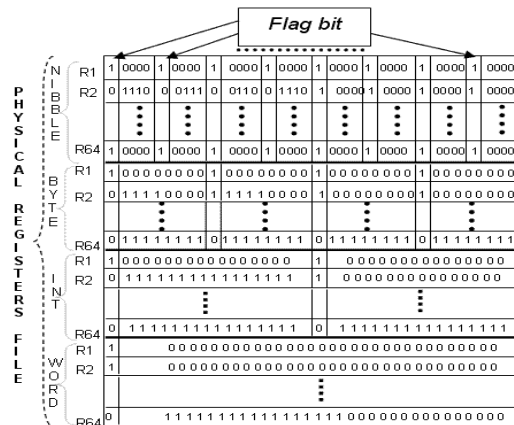 Flag bit
PHYSICAL REGISTERS FILE
NIBBLE
R1 1 0000 1 0000 1 0000 1 0000 1 0000 1 0000 1 0000 1 0000
R2 0 1110 0 0111 0 0110 0 1110 1 0000 1 0000 1 0000 1 0000
R64 1 0000 1 0000 1 0000 1 0000 1 0000 1 0000 1 0000 1 0000
BYTE
R1 1 00000000 1 00000000 1 00000000 1 00000000
R2 0 11110000 1 11110000 1 00000000 1 00000000
R64 0 11111111 0 11111111 0 11111111 0 11111111
INT
R1 1 0000000000000000 1 0000000000000000
R2 0 1111111111111111 1 0000000000000000
R64 0 1111111111111111 0 1111111111111111
WORD
R1 1 00000000000000000000000000000000
R2 1 00000000000000000000000000000000
R64 0 11111111111111110000000000000000